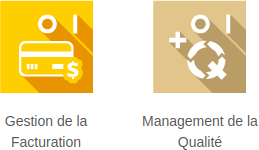 Gestion de la
Facturation
Management de la
Qualité